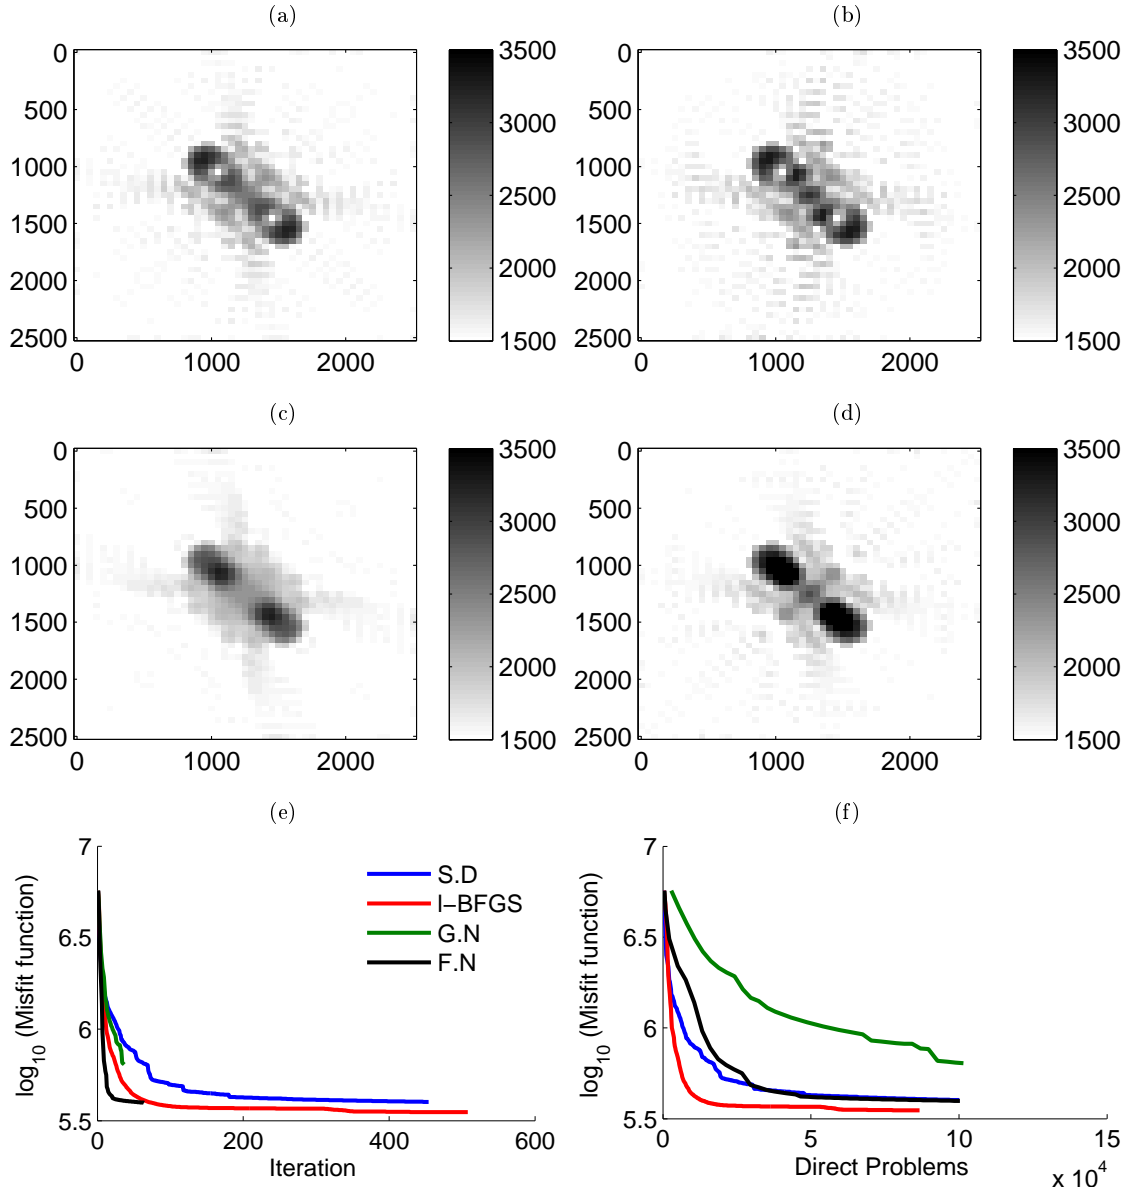 (a) (b)
0 500 1000 1500 2000 2500
0 1000 2000
3500 3000 2500 2000 1500
0 500 1000 1500 2000 2500
0 1000 2000
3500 3000 2500 2000 1500
(c) (d)
0 500 1000 1500 2000 2500
0 1000 2000
3500 3000 2500 2000 1500
0 500 1000 1500 2000 2500
0 1000 2000
3500 3000 2500 2000 1500
(e) (f)
log10 (Misfit function)
7 6.5 6 5.5
S.D
l-BFGS
G.N
F.N
0 200 400 600
Iteration
log10 (Misfit function)
7 6.5 6 5.5
0 5 10 15
Direct Problems
x 10^4